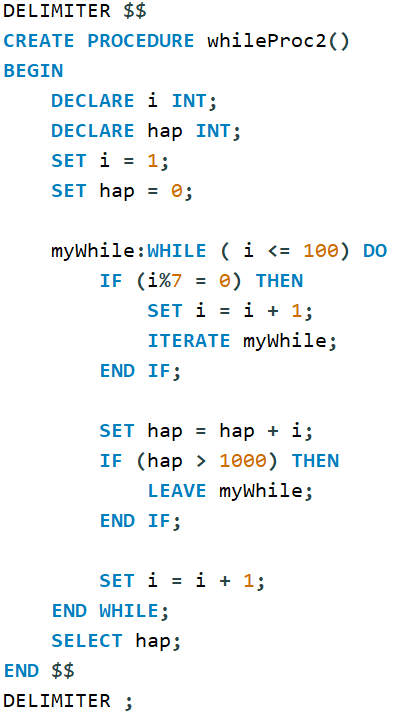 DELIMITER $$
CREATE PROCEDURE whileProc2()
BEGIN
    DECLARE i INT;
    DECLARE hap INT;
    SET i = 1;
    SET hap = 0;

    myWhile:WHILE ( i <= 100) DO
        IF (i%7 = 0) THEN
            SET i = i + 1;
            ITERATE myWhile;
        END IF;

        SET hap = hap + i;
        IF (hap > 1000) THEN
            LEAVE myWhile;
        END IF;

        SET i = i + 1;
    END WHILE;
    SELECT hap;
END $$
DELIMITER ;